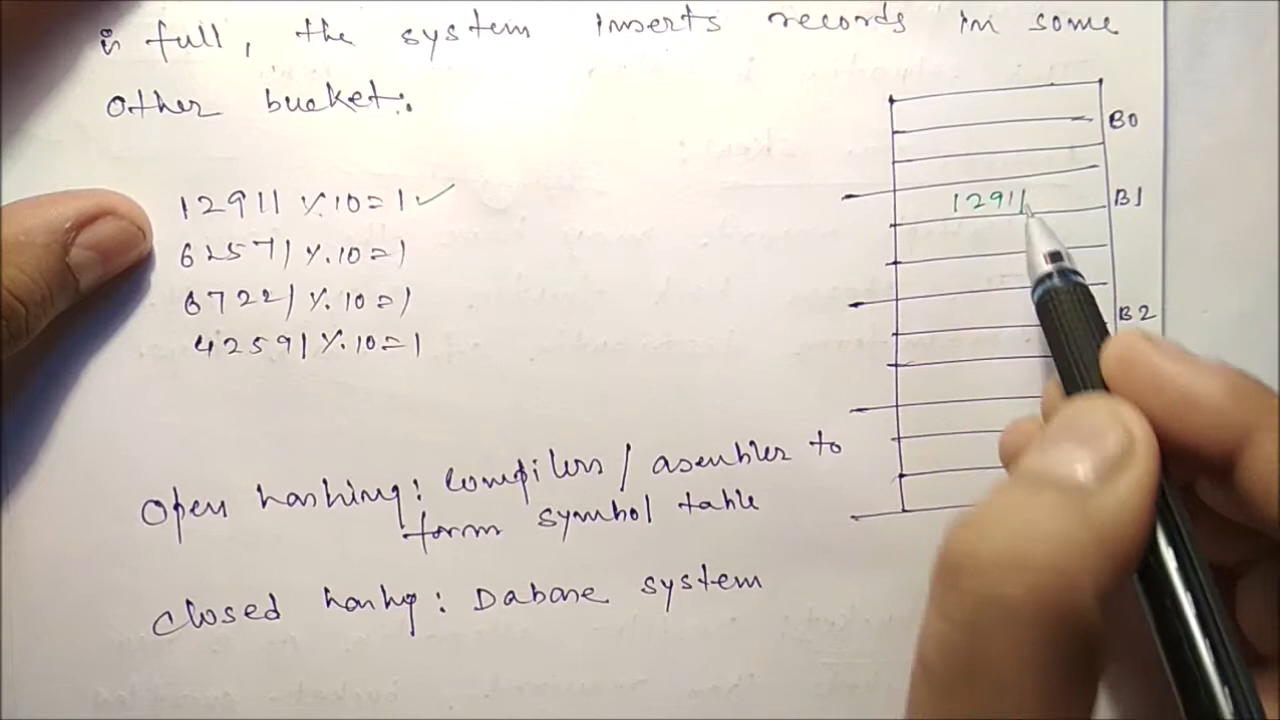 is full, the system inserts records in some
other bucket.
12911 % 10 = 1 ✓
62571 % 10 = 1
67221 % 10 = 1
42591 % 10 = 1
B0
12911
B1
B2
open hashing: compilers / asembler to
form symbol table
closed hashg: Dabase system